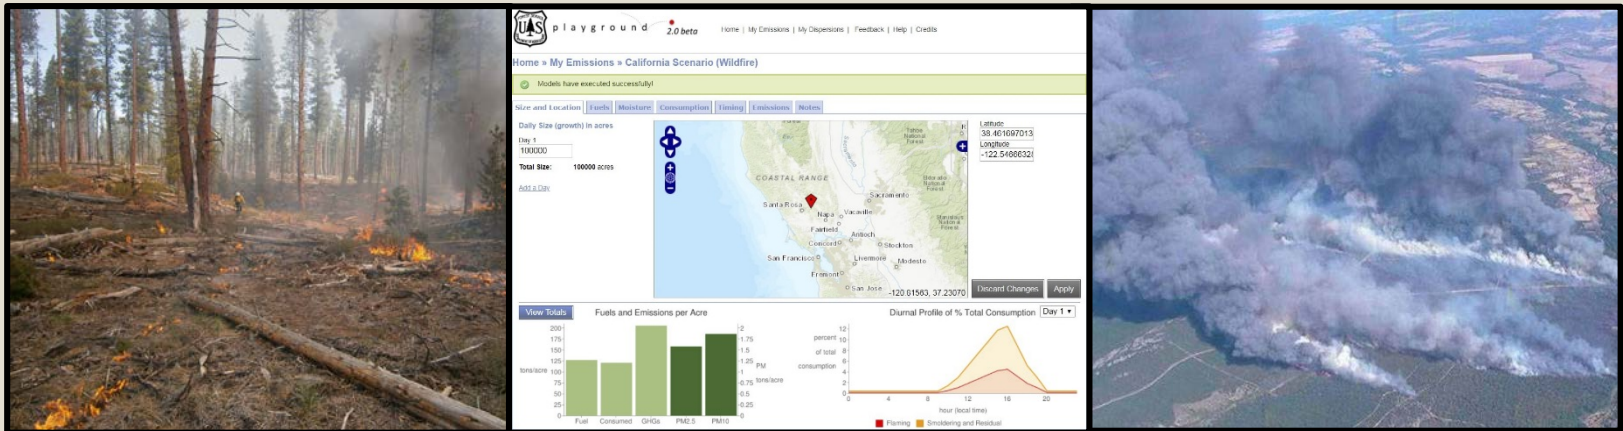 U S
playground 2.0 beta
Home | My Emissions | My Dispersions | Feedback | Help | Credits
Home » My Emissions » California Scenario (Wildfire)
Models have executed successfully!
Size and Location Fuels Moisture Consumption Timing Emissions Notes
Daily Size (growth) in acres
Day 1
100000
Total Size: 100000 acres
Add a Day
Tahoe
National
Forest
COASTAL RANGE
Sacramento
Santa Rosa
Napa
Vacaville
Fairfield
Antioch
Concord
Stockton
San Francisco
Livermore
Modesto
Fremont
San Jose
-120.61563, 37.23070
Latitude
38.461697013
Longitude
-122.54666328
Discard Changes Apply
View Totals
Fuels and Emissions per Acre
200
175
150
125
100
75
50
25
0
tons/acre
2
1.75
1.5
1.25
1
0.75
0.5
0.25
0
PM
tons/acre
Fuel Consumed GHGs PM2.5 PM10
Diurnal Profile of % Total Consumption Day 1
percent
of total
consumption
12
10
8
6
4
2
0
0 4 8 12 16 20
hour (local time)
Flaming Smoldering and Residual